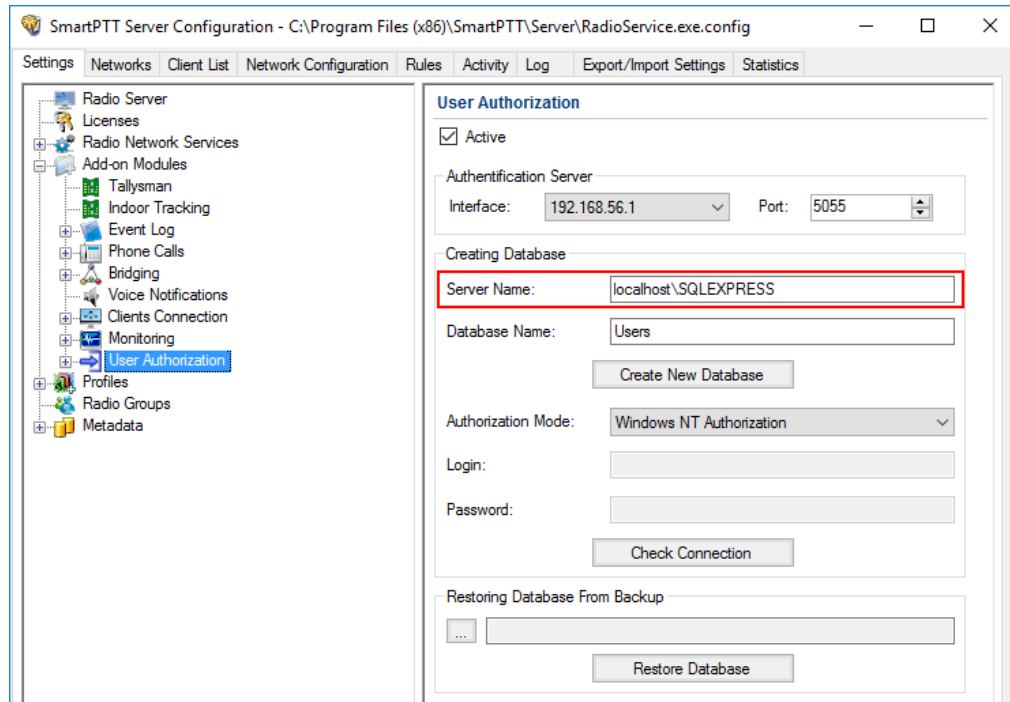 SmartPTT Server Configuration - C:\Program Files (x86)\SmartPTT\Server\RadioService.exe.config
Settings Networks Client List Network Configuration Rules Activity Log Export/Import Settings Statistics
Radio Server
Licenses
Radio Network Services
Add-on Modules
Tallysman
Indoor Tracking
Event Log
Phone Calls
Bridging
Voice Notifications
Clients Connection
Monitoring
User Authorization
Profiles
Radio Groups
Metadata
User Authorization
Active
Authentification Server
Interface: 192.168.56.1 Port: 5055
Creating Database
Server Name: localhost\SQLEXPRESS
Database Name: Users
Create New Database
Authorization Mode: Windows NT Authorization
Login:
Password:
Check Connection
Restoring Database From Backup
...
Restore Database